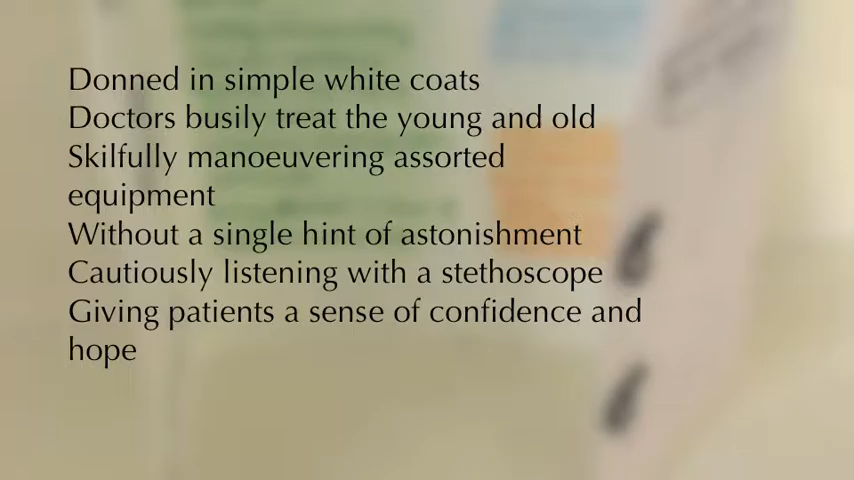 Donned in simple white coats
Doctors busily treat the young and old
Skilfully manoeuvering assorted
equipment
Without a single hint of astonishment
Cautiously listening with a stethoscope
Giving patients a sense of confidence and
hope